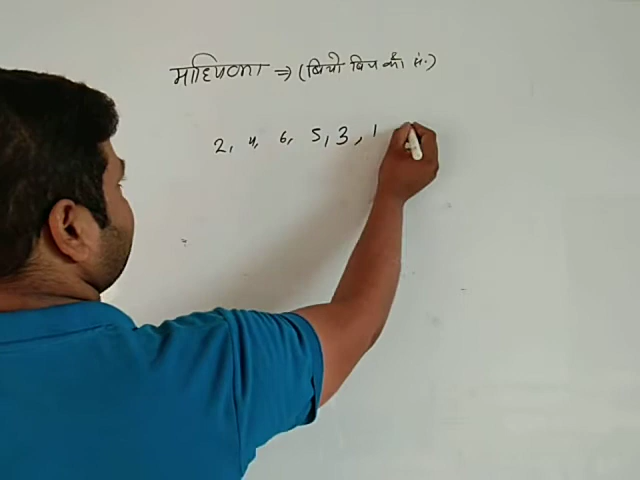 माध्यिका ⇒ (बिचो बिच की सं.)
2, 4, 6, 5, 3, 1